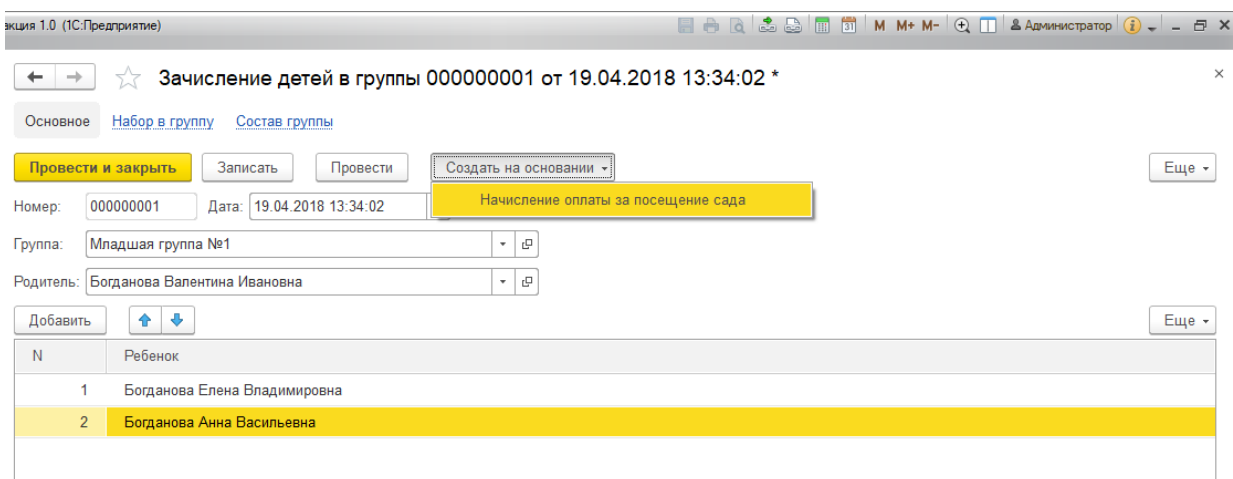 акция 1.0 (1С:Предприятие) 31 M M+ M- Администратор
Зачисление детей в группы 000000001 от 19.04.2018 13:34:02 *
Основное Набор в группу Состав группы
Провести и закрыть Записать Провести Создать на основании Еще
Номер: 000000001 Дата: 19.04.2018 13:34:02 Начисление оплаты за посещение сада
Группа: Младшая группа №1
Родитель: Богданова Валентина Ивановна
Добавить Еще
N Ребенок
1 Богданова Елена Владимировна
2 Богданова Анна Васильевна